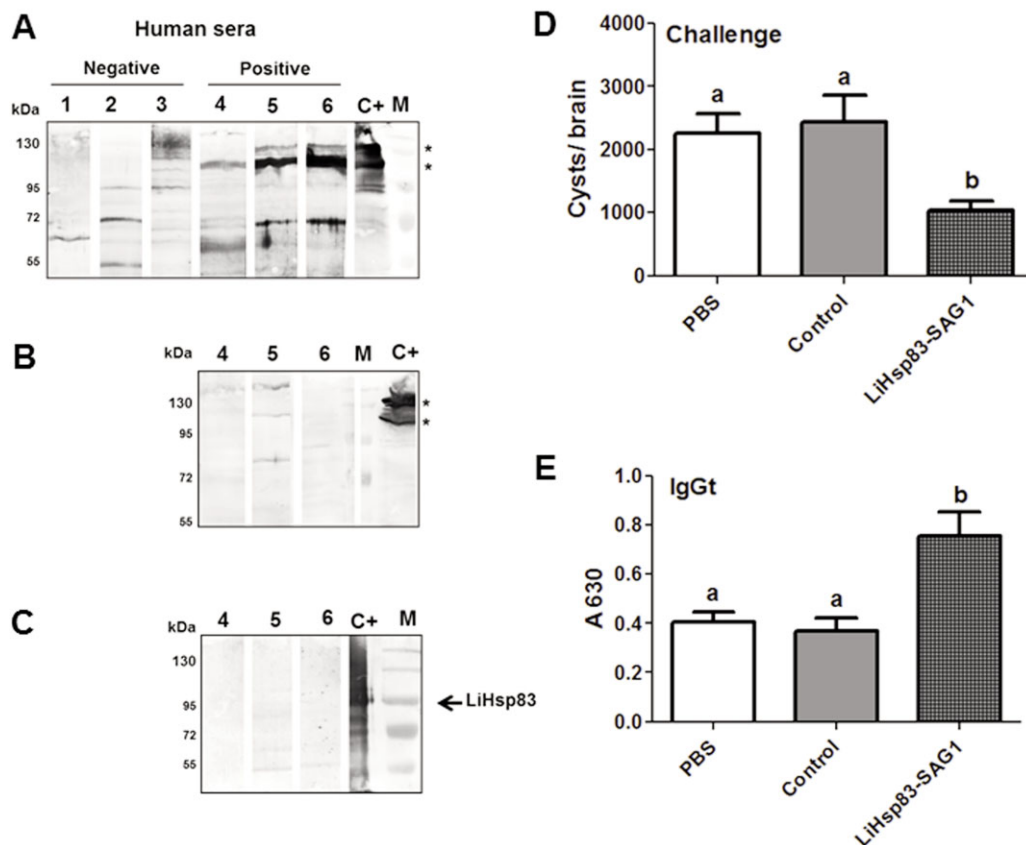 A
Human sera
Negative Positive
kDa 1 2 3 4 5 6 C+ M
130 *
*
95
72
55
B
kDa 4 5 6 M C+
130 *
*
95
72
55
C
kDa 4 5 6 C+ M
130
95 LiHsp83
72
55
D
Challenge
Cysts/brain
4000
3000
2000
1000
0
a a b
PBS Control LiHsp83-SAG1
E
IgGt
A 630
1.0
0.8
0.6
0.4
0.2
0.0
a a b
PBS Control LiHsp83-SAG1